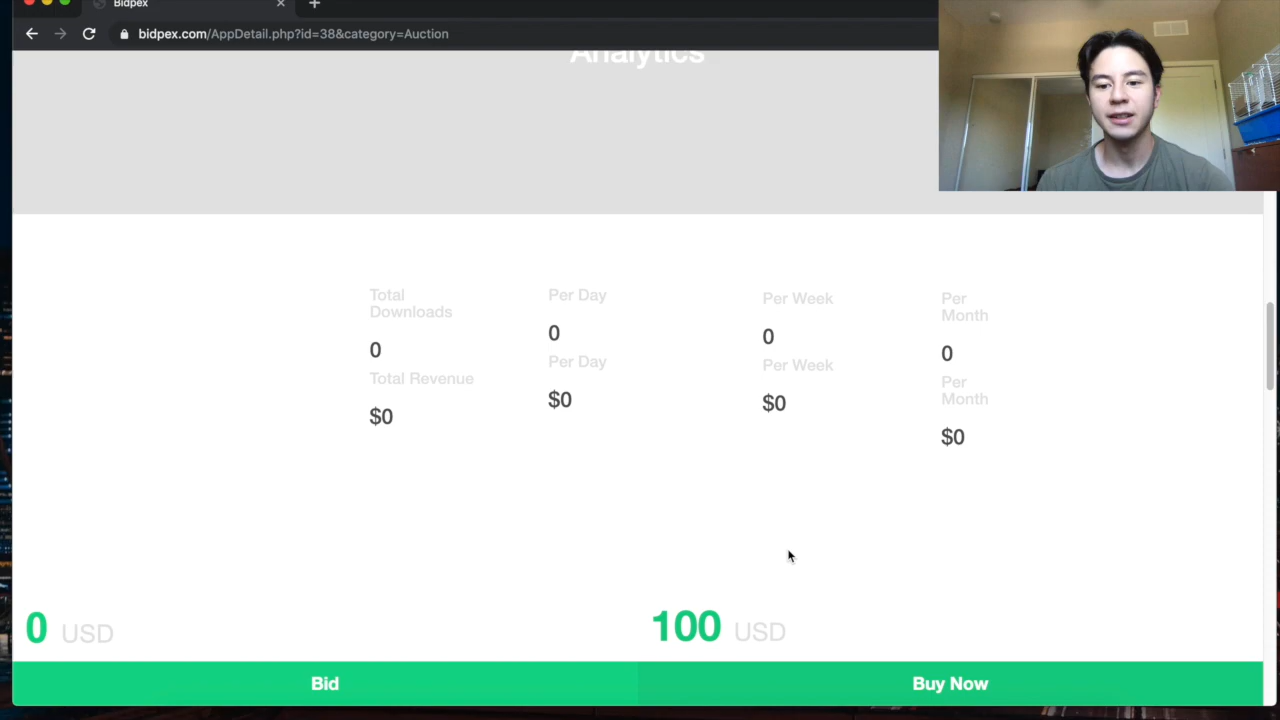 Bidpex
bidpex.com/AppDetail.php?id=38&category=Auction
Analytics
Total
Downloads
0
Total Revenue
$0
Per Day
0
Per Day
$0
Per Week
0
Per Week
$0
Per
Month
0
Per
Month
$0
0 USD
100 USD
Bid
Buy Now